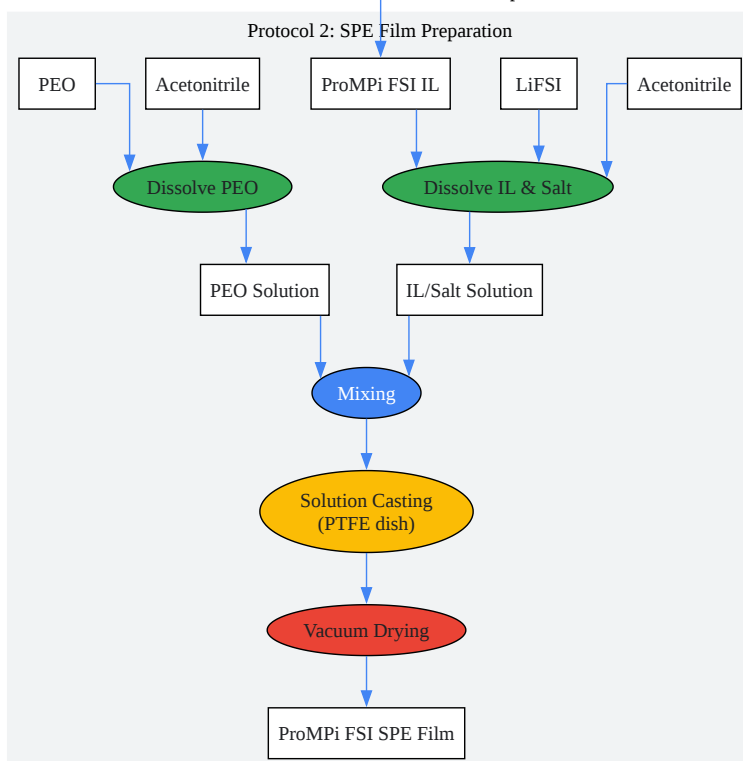 Protocol 2: SPE Film Preparation
PEO
Acetonitrile
ProMPi FSI IL
LiFSI
Acetonitrile
Dissolve PEO
Dissolve IL & Salt
PEO Solution
IL/Salt Solution
Mixing
Solution Casting
(PTFE dish)
Vacuum Drying
ProMPi FSI SPE Film